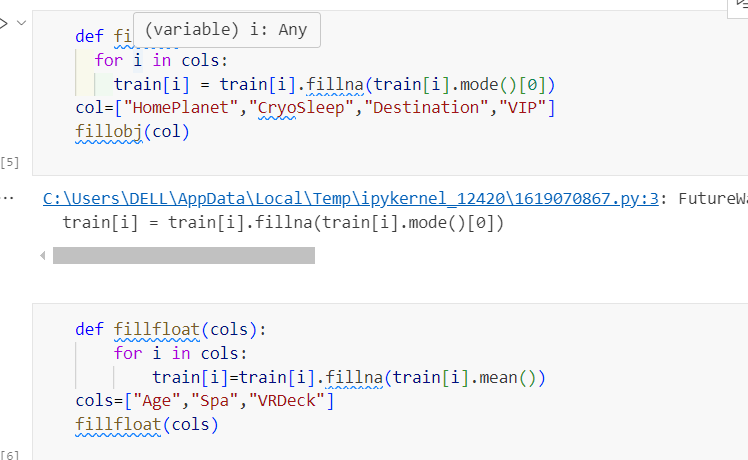 (variable) i: Any
def fi
for i in cols:
train[i] = train[i].fillna(train[i].mode()[0])
col=["HomePlanet","CryoSleep","Destination","VIP"]
fillobj(col)
[5]
... C:\Users\DELL\AppData\Local\Temp\ipykernel_12420\1619070867.py:3: FutureWa
train[i] = train[i].fillna(train[i].mode()[0])
def fillfloat(cols):
for i in cols:
train[i]=train[i].fillna(train[i].mean())
cols=["Age","Spa","VRDeck"]
fillfloat(cols)
[6]